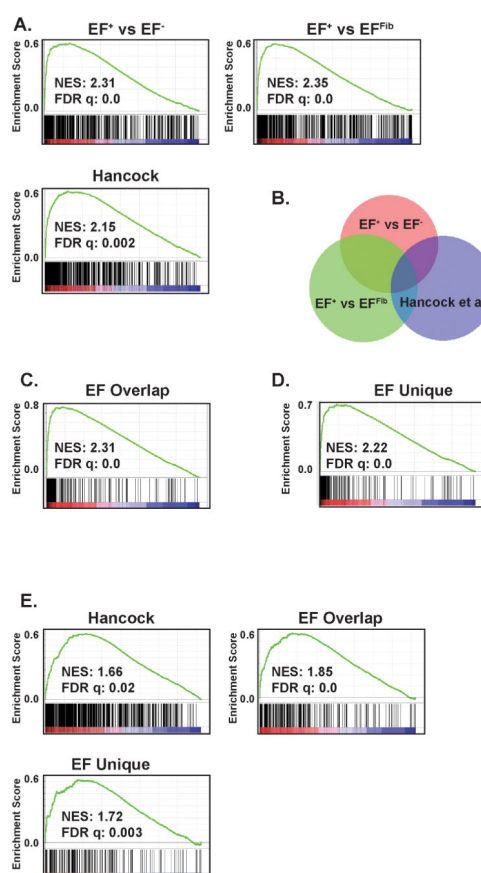 A.
EF⁺ vs EF⁻
Enrichment Score
0.6
0.0
NES: 2.31
FDR q: 0.0
EF⁺ vs EFFib
Enrichment Score
0.6
0.0
NES: 2.35
FDR q: 0.0
Hancock
Enrichment Score
0.6
0.0
NES: 2.15
FDR q: 0.002
B.
EF⁺ vs EF⁻
EF⁺ vs EFFib
Hancock et a
C.
EF Overlap
Enrichment Score
0.8
0.0
NES: 2.31
FDR q: 0.0
D.
EF Unique
Enrichment Score
0.7
0.0
NES: 2.22
FDR q: 0.0
E.
Hancock
Enrichment Score
0.6
0.0
NES: 1.66
FDR q: 0.02
EF Overlap
Enrichment Score
0.6
0.0
NES: 1.85
FDR q: 0.0
EF Unique
Enrichment Score
0.6
0.0
NES: 1.72
FDR q: 0.003